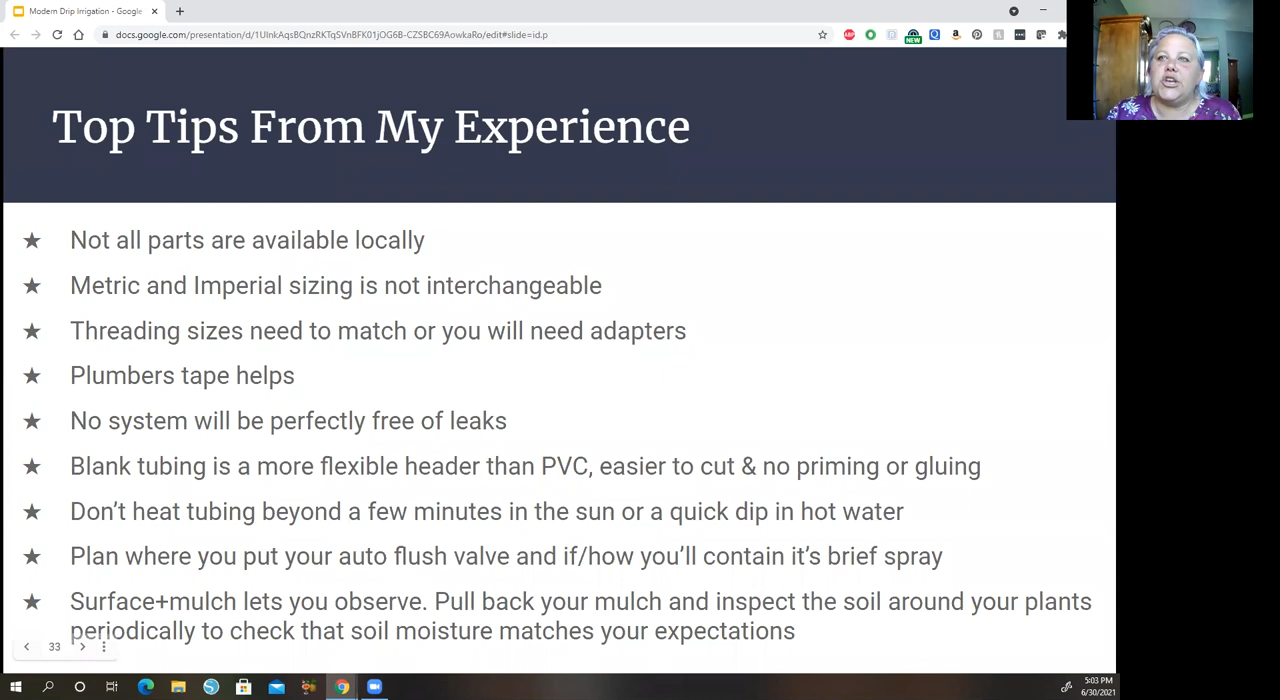 Modern Drip Irrigation - Google
docs.google.com/presentation/d/1UInkAqsBQnzRKTqSVnBFK01jOG6B-CZSBC69AowkaRo/edit#slide=id.p
ABP
NEW
Top Tips From My Experience
★ Not all parts are available locally
★ Metric and Imperial sizing is not interchangeable
★ Threading sizes need to match or you will need adapters
★ Plumbers tape helps
★ No system will be perfectly free of leaks
★ Blank tubing is a more flexible header than PVC, easier to cut & no priming or gluing
★ Don’t heat tubing beyond a few minutes in the sun or a quick dip in hot water
★ Plan where you put your auto flush valve and if/how you’ll contain it’s brief spray
★ Surface+mulch lets you observe. Pull back your mulch and inspect the soil around your plants
periodically to check that soil moisture matches your expectations
33
5:03 PM
6/30/2021